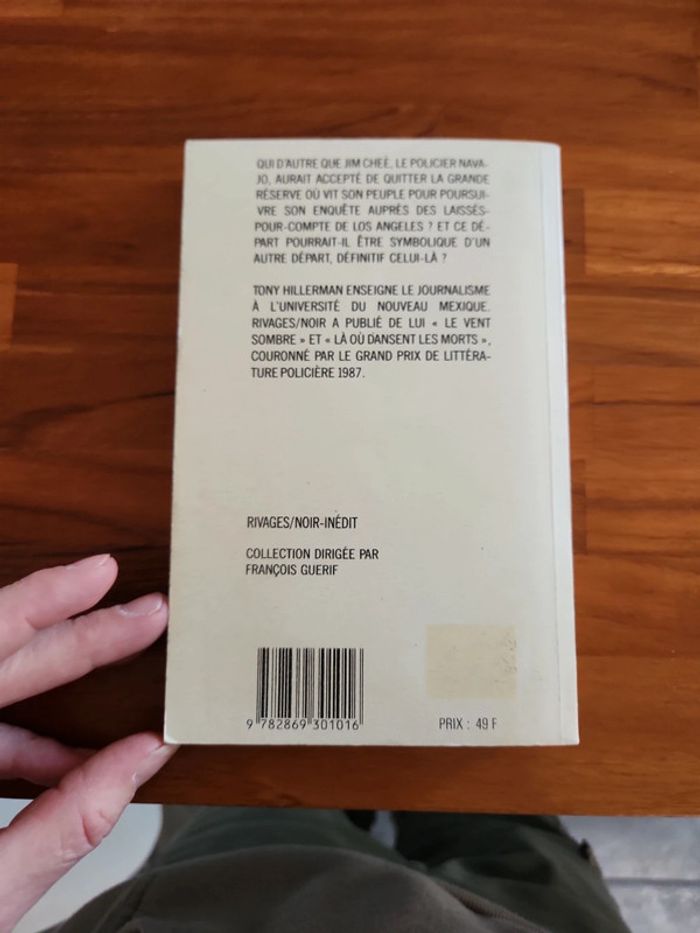 QUI D'AUTRE QUE JIM CHEE, LE POLICIER NAVA-
JO, AURAIT ACCEPTÉ DE QUITTER LA GRANDE
RÉSERVE OÙ VIT SON PEUPLE POUR POURSUI-
VRE SON ENQUÊTE AUPRÈS DES LAISSÉS-
POUR-COMPTE DE LOS ANGELES ? ET CE DÉ-
PART POURRAIT-IL ÊTRE SYMBOLIQUE D'UN
AUTRE DÉPART, DÉFINITIF CELUI-LÀ ?
TONY HILLERMAN ENSEIGNE LE JOURNALISME
À L'UNIVERSITÉ DU NOUVEAU MEXIQUE.
RIVAGES/NOIR A PUBLIÉ DE LUI « LE VENT
SOMBRE » ET « LÀ OÙ DANSENT LES MORTS »,
COURONNÉ PAR LE GRAND PRIX DE LITTÉRA-
TURE POLICIÈRE 1987.
RIVAGES/NOIR-INÉDIT
COLLECTION DIRIGÉE PAR
FRANÇOIS GUERIF
9 782869 301016
PRIX : 49 F